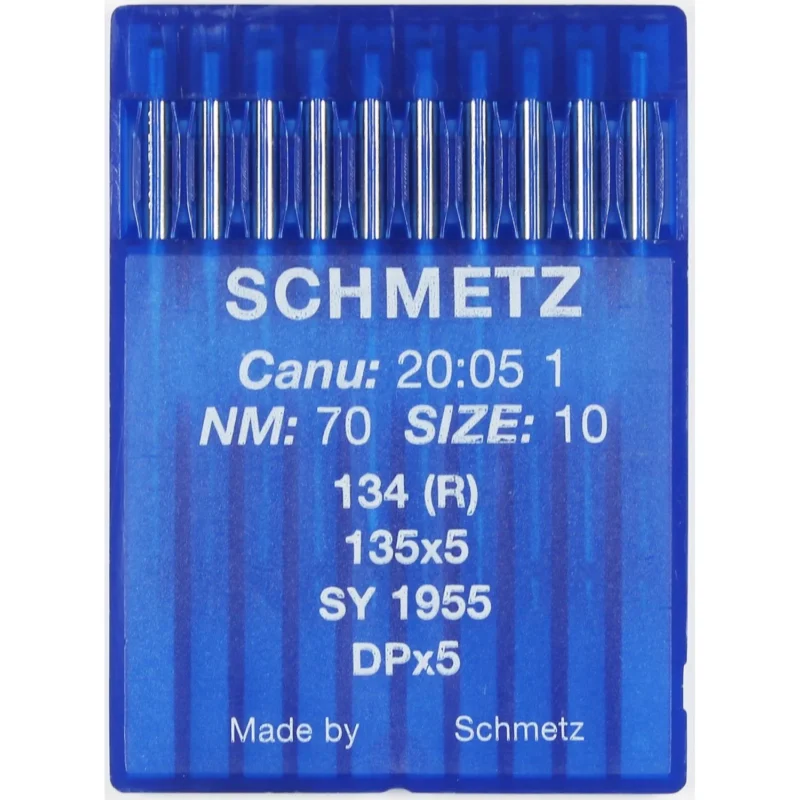 SCHMETZ
Canu: 20:05 1
NM: 70 SIZE: 10
134 (R)
135x5
SY 1955
DPx5
Made by Schmetz